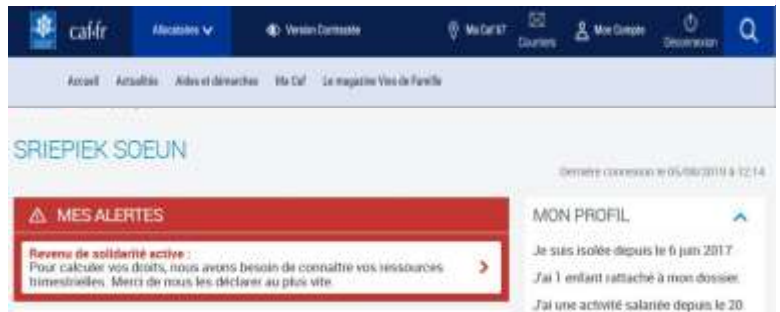 caf.fr Allocataires Version Contrastée Ma Caf Courriers Mon Compte Déconnexion
Accueil Actualités Aides et démarches Ma Caf Le magazine Vies de Famille
SRIEPIEK SOEUN
Dernière connexion le 05/08/2019 à 12:14
MES ALERTES
MON PROFIL
Revenu de solidarité active :
Pour calculer vos droits, nous avons besoin de connaître vos ressources
trimestrielles. Merci de nous les déclarer au plus vite.
Je suis isolée depuis le 6 juin 2017
J'ai 1 enfant rattaché à mon dossier.
J'ai une activité salariée depuis le 20